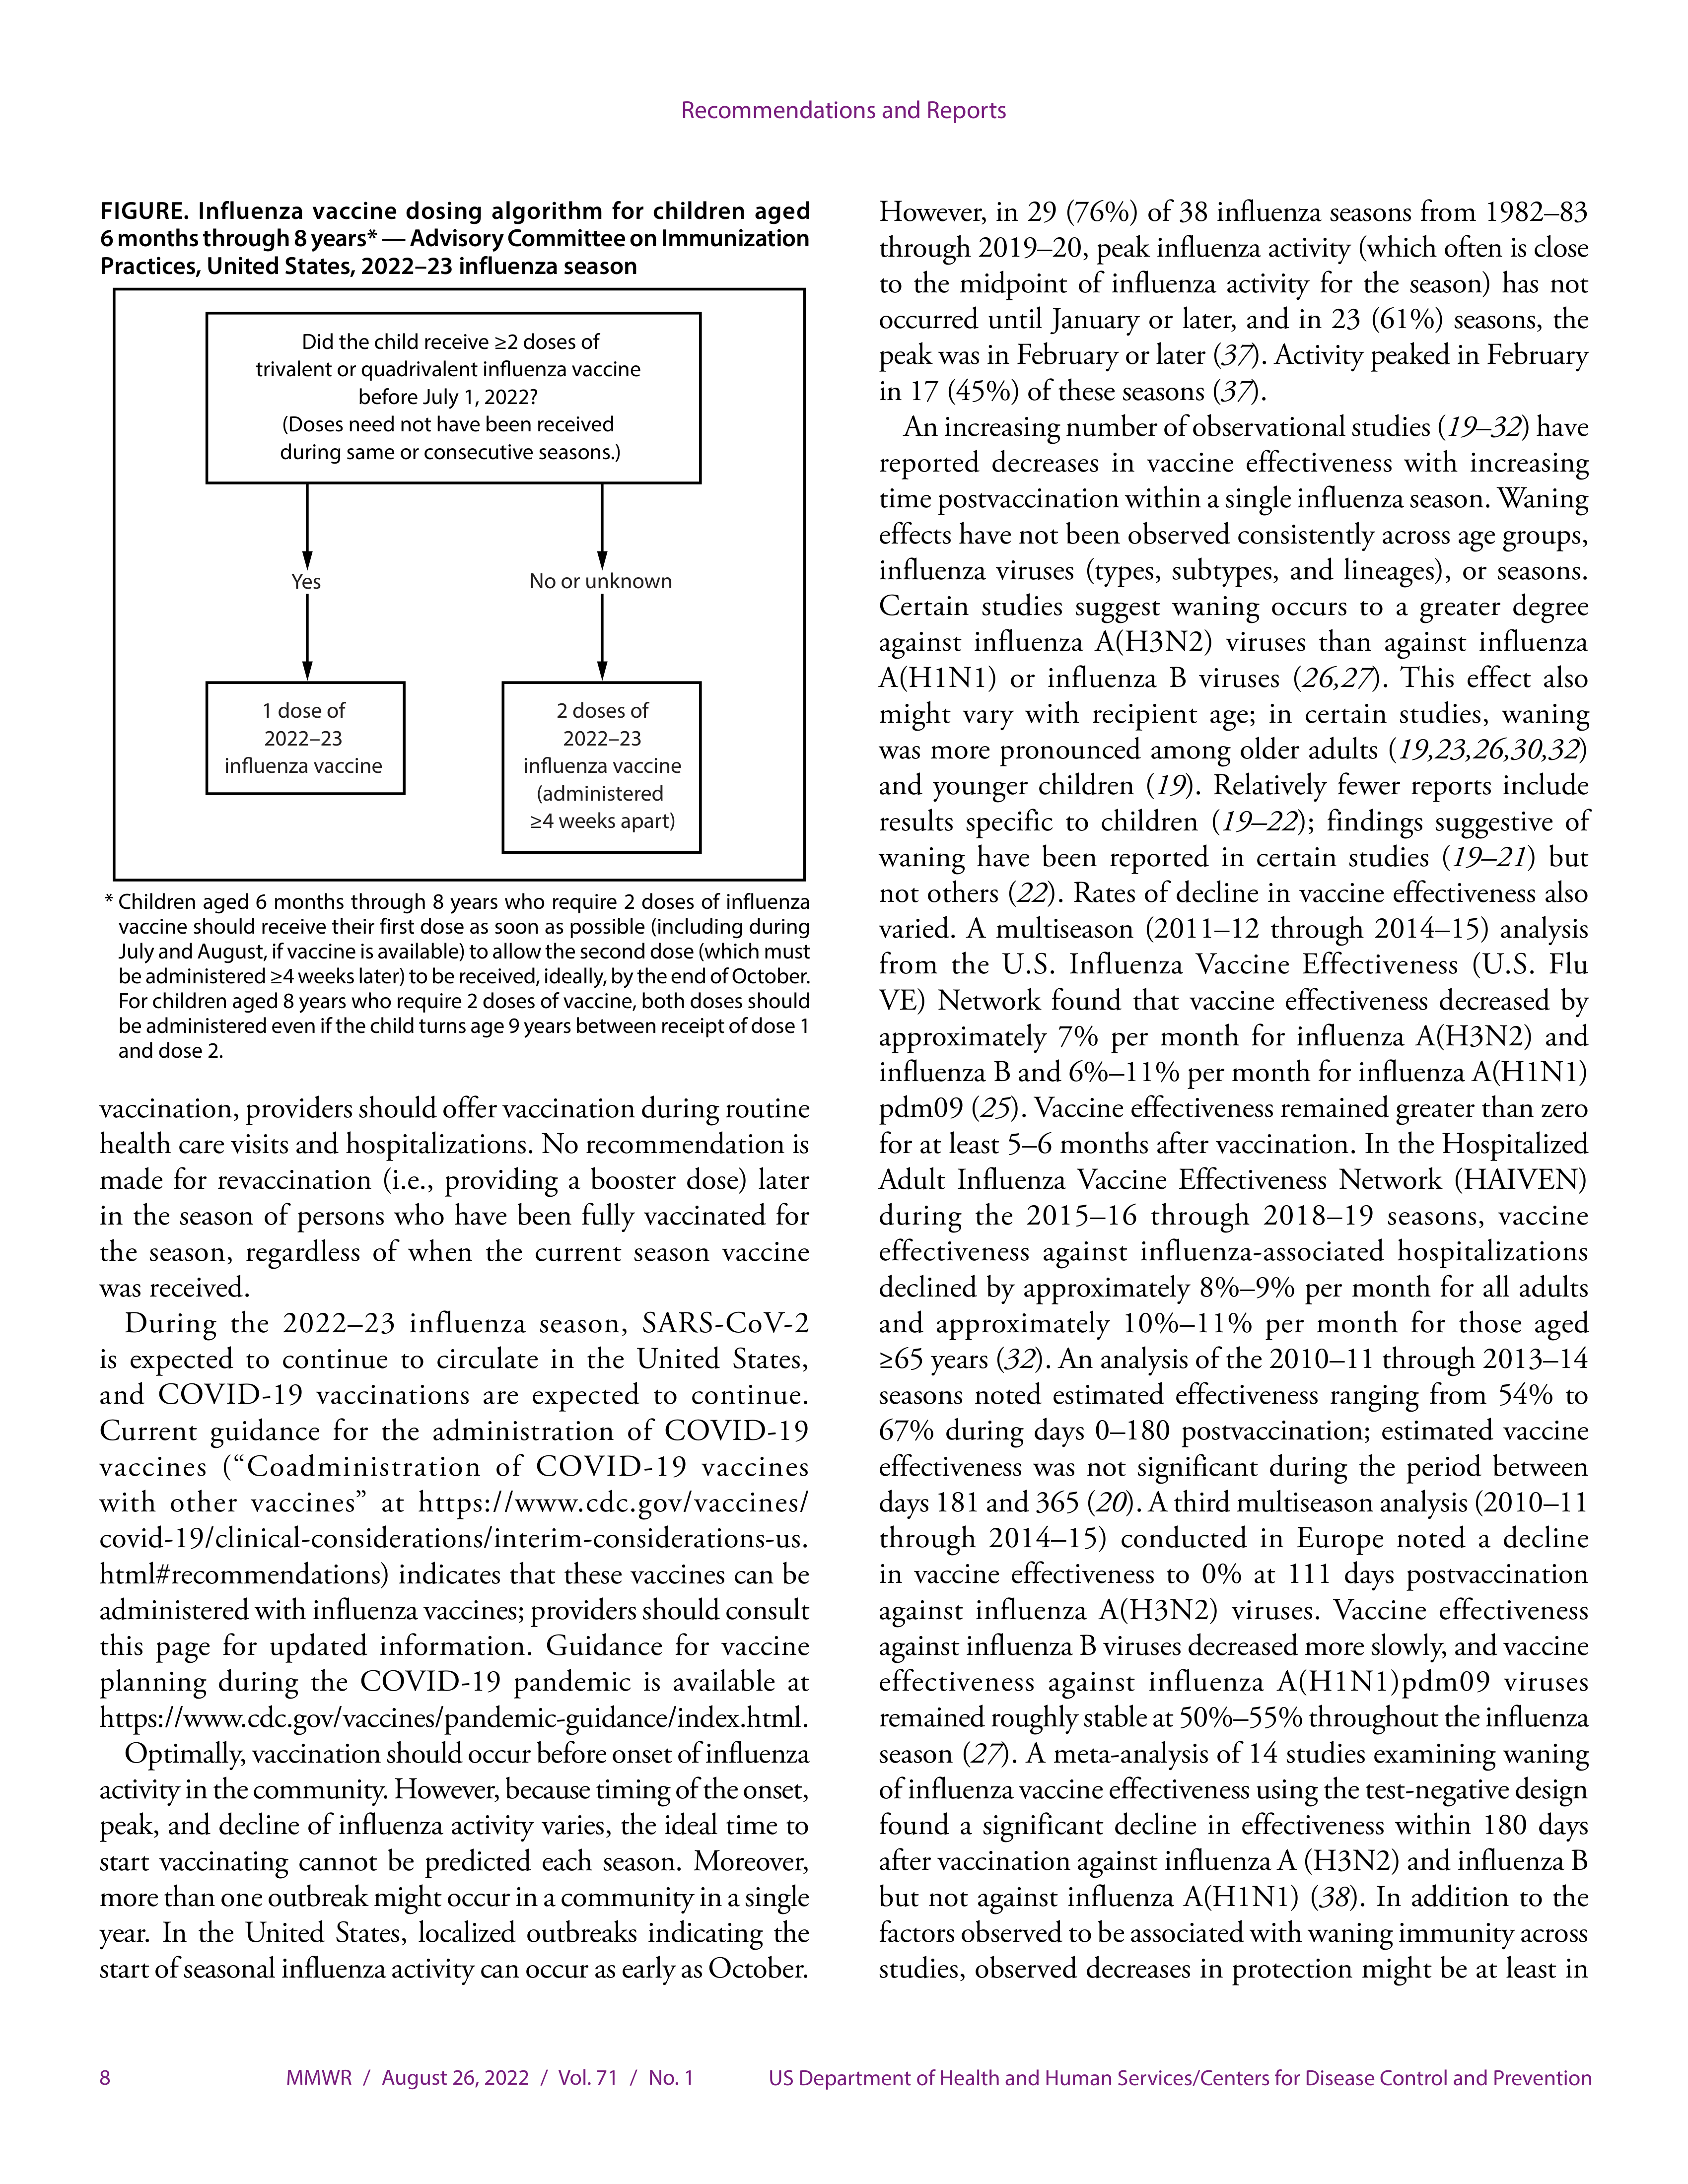 Recommendations and Reports
FIGURE. Influenza vaccine dosing algorithm for children aged
6 months through 8 years* — Advisory Committee on Immunization
Practices, United States, 2022–23 influenza season
Did the child receive ≥2 doses of
trivalent or quadrivalent influenza vaccine
before July 1, 2022?
(Doses need not have been received
during same or consecutive seasons.)
Yes
No or unknown
1 dose of
2022–23
influenza vaccine
2 doses of
2022–23
influenza vaccine
(administered
≥4 weeks apart)
* Children aged 6 months through 8 years who require 2 doses of influenza
vaccine should receive their first dose as soon as possible (including during
July and August, if vaccine is available) to allow the second dose (which must
be administered ≥4 weeks later) to be received, ideally, by the end of October.
For children aged 8 years who require 2 doses of vaccine, both doses should
be administered even if the child turns age 9 years between receipt of dose 1
and dose 2.
vaccination, providers should offer vaccination during routine
health care visits and hospitalizations. No recommendation is
made for revaccination (i.e., providing a booster dose) later
in the season of persons who have been fully vaccinated for
the season, regardless of when the current season vaccine
was received.
During the 2022–23 influenza season, SARS-CoV-2
is expected to continue to circulate in the United States,
and COVID-19 vaccinations are expected to continue.
Current guidance for the administration of COVID-19
vaccines (“Coadministration of COVID-19 vaccines
with other vaccines” at https://www.cdc.gov/vaccines/
covid-19/clinical-considerations/interim-considerations-us.
html#recommendations) indicates that these vaccines can be
administered with influenza vaccines; providers should consult
this page for updated information. Guidance for vaccine
planning during the COVID-19 pandemic is available at
https://www.cdc.gov/vaccines/pandemic-guidance/index.html.
Optimally, vaccination should occur before onset of influenza
activity in the community. However, because timing of the onset,
peak, and decline of influenza activity varies, the ideal time to
start vaccinating cannot be predicted each season. Moreover,
more than one outbreak might occur in a community in a single
year. In the United States, localized outbreaks indicating the
start of seasonal influenza activity can occur as early as October.
However, in 29 (76%) of 38 influenza seasons from 1982–83
through 2019–20, peak influenza activity (which often is close
to the midpoint of influenza activity for the season) has not
occurred until January or later, and in 23 (61%) seasons, the
peak was in February or later (37). Activity peaked in February
in 17 (45%) of these seasons (37).
An increasing number of observational studies (19–32) have
reported decreases in vaccine effectiveness with increasing
time postvaccination within a single influenza season. Waning
effects have not been observed consistently across age groups,
influenza viruses (types, subtypes, and lineages), or seasons.
Certain studies suggest waning occurs to a greater degree
against influenza A(H3N2) viruses than against influenza
A(H1N1) or influenza B viruses (26,27). This effect also
might vary with recipient age; in certain studies, waning
was more pronounced among older adults (19,23,26,30,32)
and younger children (19). Relatively fewer reports include
results specific to children (19–22); findings suggestive of
waning have been reported in certain studies (19–21) but
not others (22). Rates of decline in vaccine effectiveness also
varied. A multiseason (2011–12 through 2014–15) analysis
from the U.S. Influenza Vaccine Effectiveness (U.S. Flu
VE) Network found that vaccine effectiveness decreased by
approximately 7% per month for influenza A(H3N2) and
influenza B and 6%–11% per month for influenza A(H1N1)
pdm09 (25). Vaccine effectiveness remained greater than zero
for at least 5–6 months after vaccination. In the Hospitalized
Adult Influenza Vaccine Effectiveness Network (HAIVEN)
during the 2015–16 through 2018–19 seasons, vaccine
effectiveness against influenza-associated hospitalizations
declined by approximately 8%–9% per month for all adults
and approximately 10%–11% per month for those aged
≥65 years (32). An analysis of the 2010–11 through 2013–14
seasons noted estimated effectiveness ranging from 54% to
67% during days 0–180 postvaccination; estimated vaccine
effectiveness was not significant during the period between
days 181 and 365 (20). A third multiseason analysis (2010–11
through 2014–15) conducted in Europe noted a decline
in vaccine effectiveness to 0% at 111 days postvaccination
against influenza A(H3N2) viruses. Vaccine effectiveness
against influenza B viruses decreased more slowly, and vaccine
effectiveness against influenza A(H1N1)pdm09 viruses
remained roughly stable at 50%–55% throughout the influenza
season (27). A meta-analysis of 14 studies examining waning
of influenza vaccine effectiveness using the test-negative design
found a significant decline in effectiveness within 180 days
after vaccination against influenza A (H3N2) and influenza B
but not against influenza A(H1N1) (38). In addition to the
factors observed to be associated with waning immunity across
studies, observed decreases in protection might be at least in
8 MMWR / August 26, 2022 / Vol. 71 / No. 1 US Department of Health and Human Services/Centers for Disease Control and Prevention